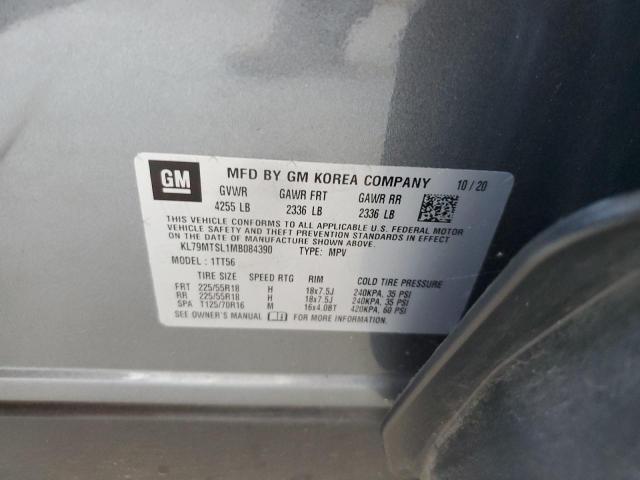 GM
MFD BY GM KOREA COMPANY 10/20
GVWR GAWR FRT GAWR RR
4255 LB 2336 LB 2336 LB
THIS VEHICLE CONFORMS TO ALL APPLICABLE U.S. FEDERAL MOTOR
VEHICLE SAFETY, BUMPER, AND THEFT PREVENTION STANDARDS
IN EFFECT ON THE DATE OF MANUFACTURE SHOWN ABOVE.
KL79MTSL1MB084390 TYPE: MPV
MODEL: 1TT56
TIRE SIZE SPEED RTG RIM COLD TIRE PRESSURE
FRT 225/55R18 H 18x7.5J 240KPA, 35 PSI
RR 225/55R18 H 18x7.5J 240KPA, 35 PSI
SPA T125/70R16 M 16x4.0BT 420KPA, 60 PSI
SEE OWNER'S MANUAL FOR MORE INFORMATION.